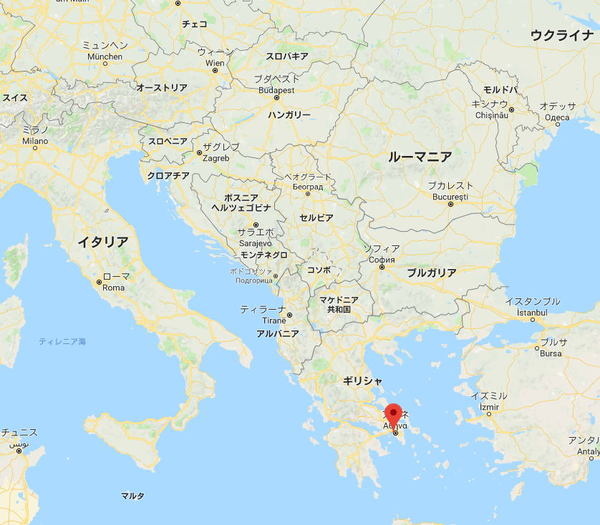 チェコ
ウクライナ
ミュンヘン
München
ウィーン
Wien
スロバキア
ブダペスト
Budapest
モルドバ
スイス
オーストリア
ハンガリー
キシナウ
Chișinău
オデッサ
Одеса
ミラノ
Milano
スロベニア
ザグレブ
Zagreb
ルーマニア
クロアチア
ベオグラード
Београд
ブカレスト
București
ボスニア
ヘルツェゴビナ
セルビア
サラエボ
Sarajevo
イタリア
モンテネグロ
ソフィア
София
ポドゴリツァ
Подгорица
コソボ
ブルガリア
ローマ
Roma
マケドニア
共和国
イスタンブル
İstanbul
ティラーナ
Tiranë
アルバニア
ティレニア海
ブルサ
Bursa
ギリシャ
イズミル
İzmir
Αθήνα
チュニス
تونس
アンタル
Antaly
マルタ